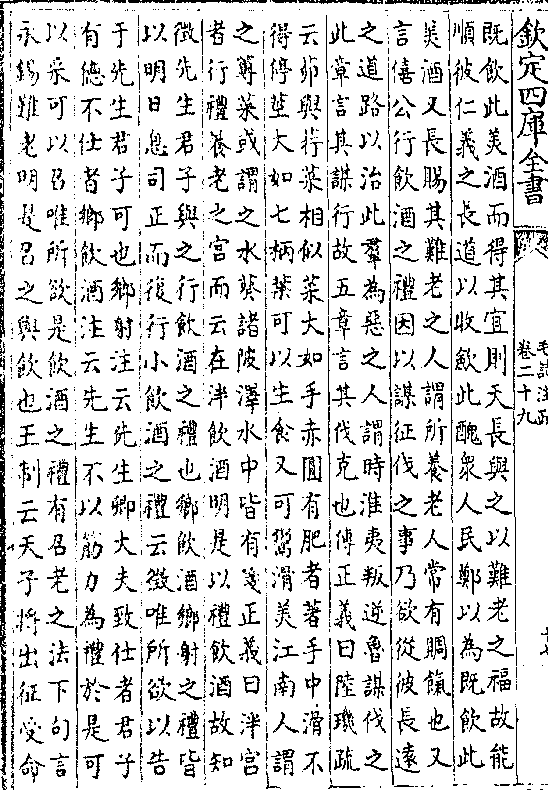 欽定四庫全書
毛詩注疏
卷二十九
既飲此美酒而得其宜則天長與之以難老之福故能
順彼仁義之長道以收斂此醜衆人民鄭以為既飲此
美酒又長賜其難老之人謂所養老人常有賙餼也又
言僖公行飲酒之禮因以謀征伐之事乃欲從彼長遠
之道路以治此羣為惡之人謂時淮夷叛逆魯謀伐之
此章言其謀行故五章言其伐克也傳正義曰陸璣疏
云茆與荇菜相似菜大如手赤圓有肥者著手中滑不
得停莖大如七柄葉可以生食又可鬻滑美江南人謂
之蓴菜或謂之水葵諸陂澤水中皆有箋正義曰泮宮
者行禮養老之宮而云在泮飲酒明是以禮飲酒故知
徵先生君子與之行飲酒之禮也鄉飲酒鄉射之禮皆
以明日息司正而復行小飲酒之禮云徵唯所欲以告
于先生君子可也鄉射注云先生卿大夫致仕者君子
有德不仕者鄉飲酒注云先生不以筋力為禮於是可
以來可以召唯所欲是飲酒之禮有召老之法下句言
永錫難老明是召之與飲也王制云天子將出征受命